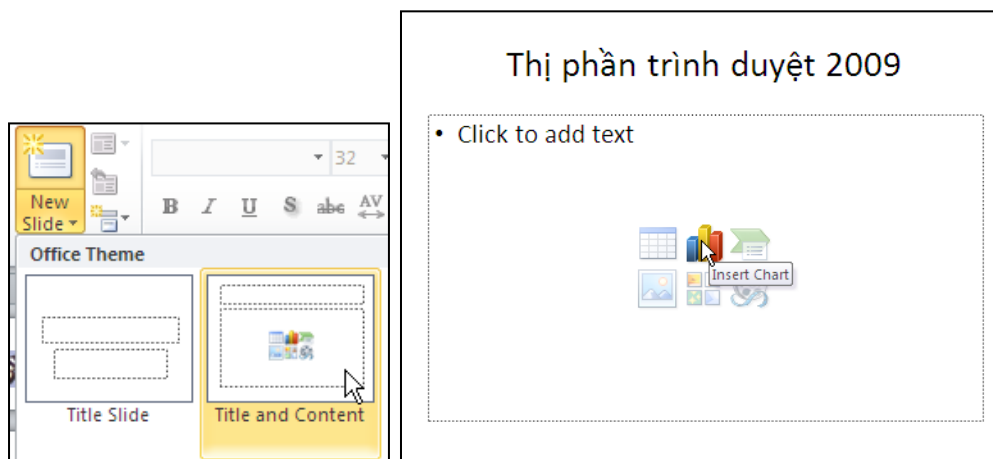 New
Slide
32
B I U S abc AV
Office Theme
Title Slide
Title and Content
Thị phần trình duyệt 2009
• Click to add text
Insert Chart